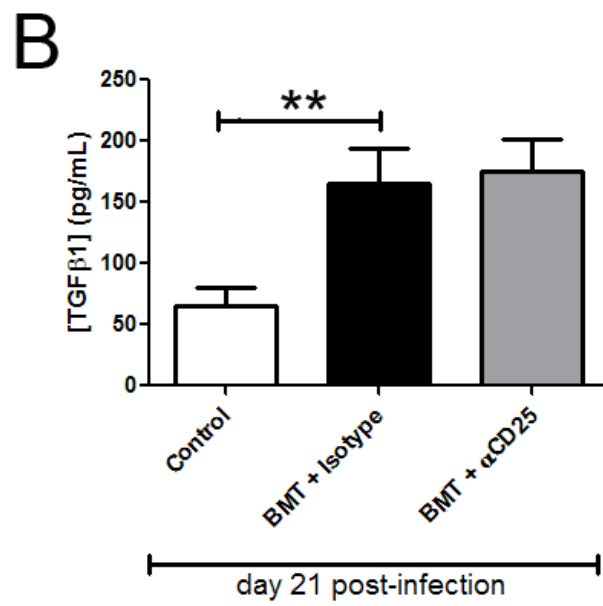 B
250
200
150
100
50
0
[TGFβ1] (pg/mL)
**
Control
BMT + Isotype
BMT + αCD25
day 21 post-infection